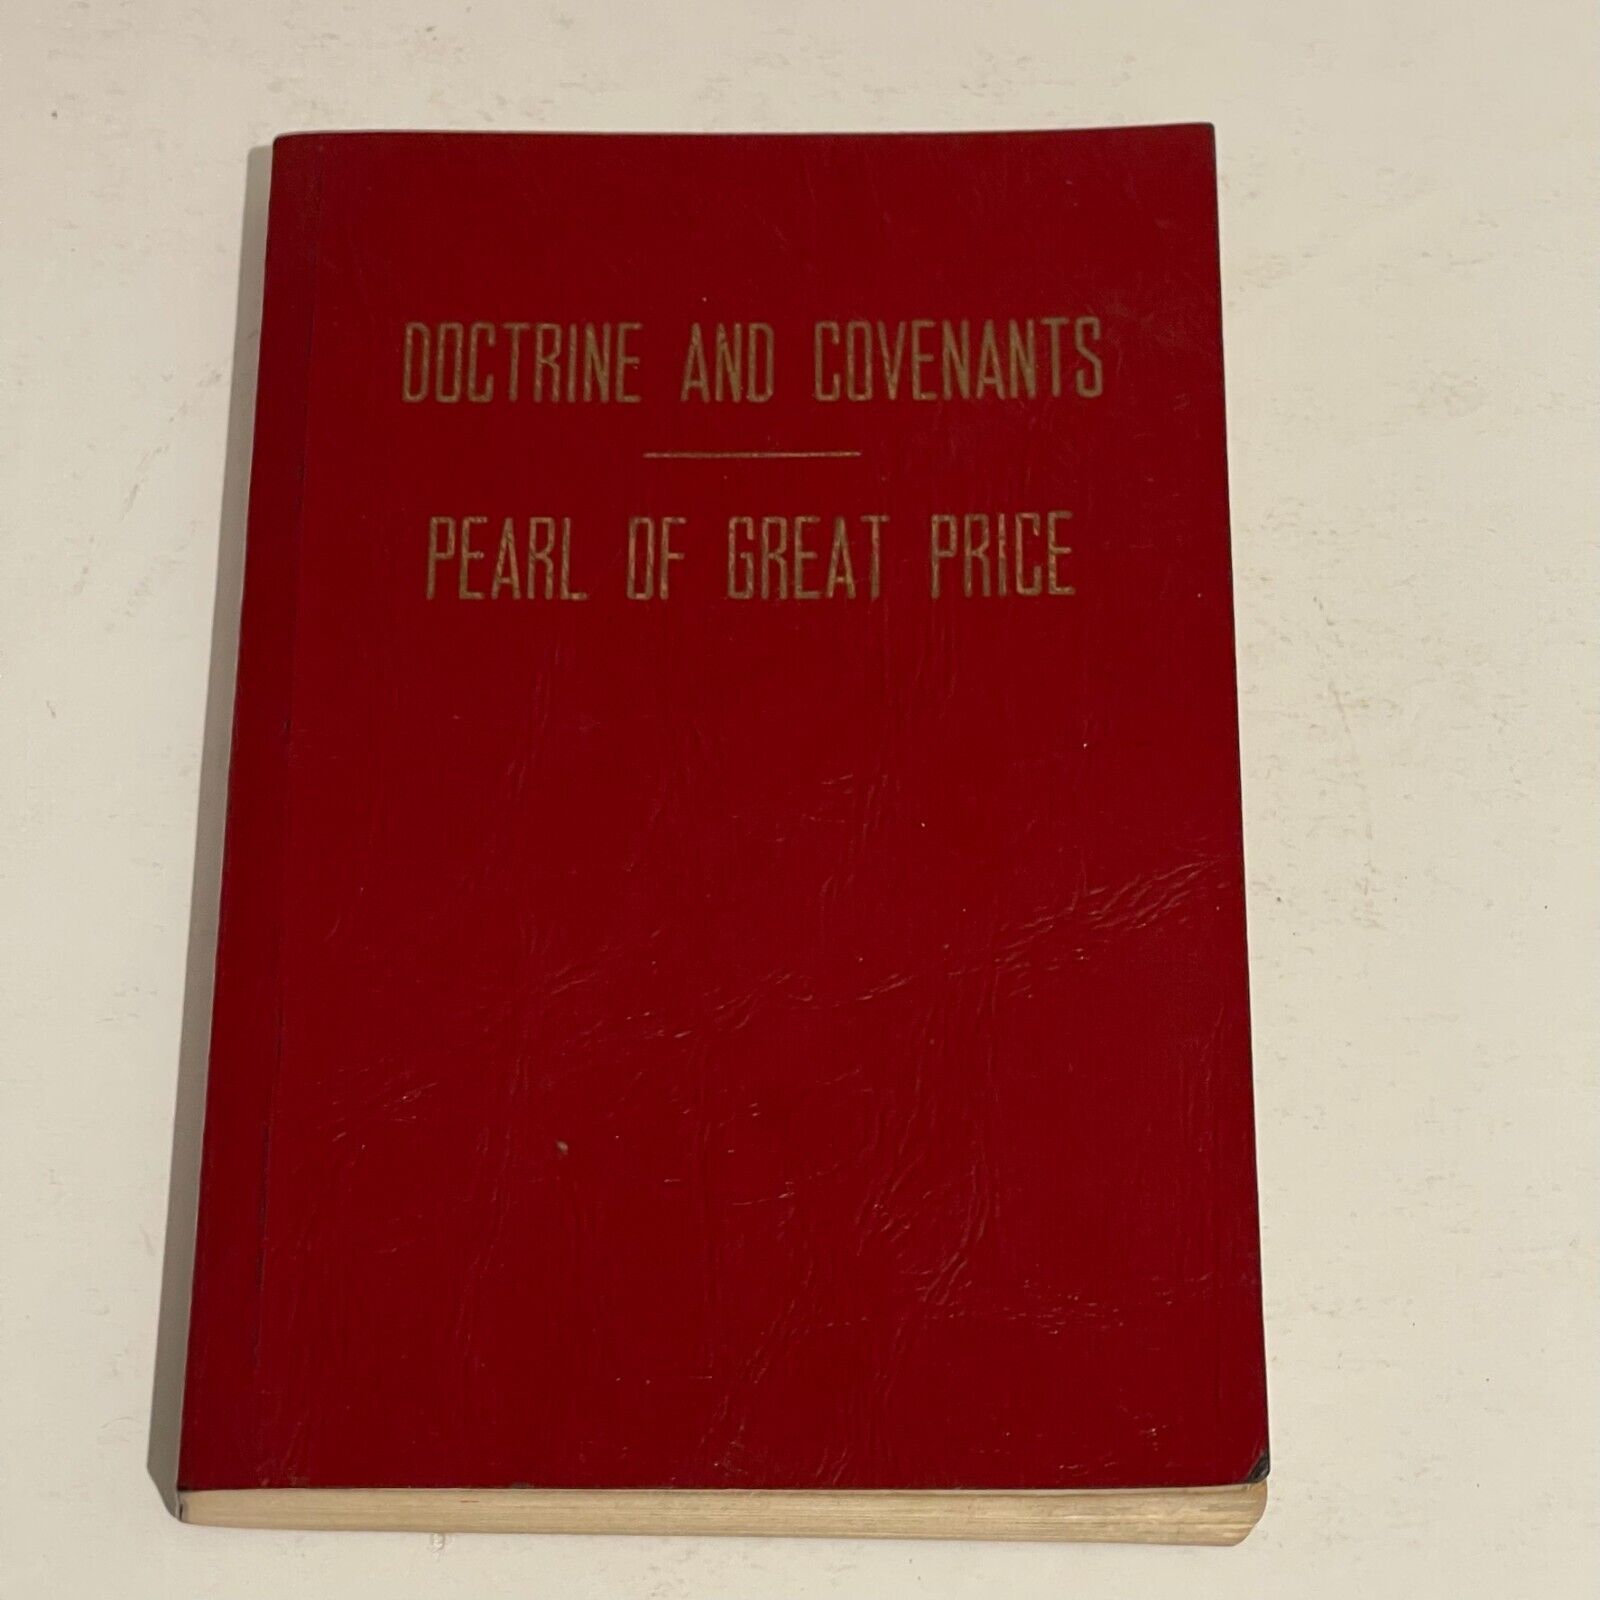 DOCTRINE AND COVENANTS
PEARL OF GREAT PRICE